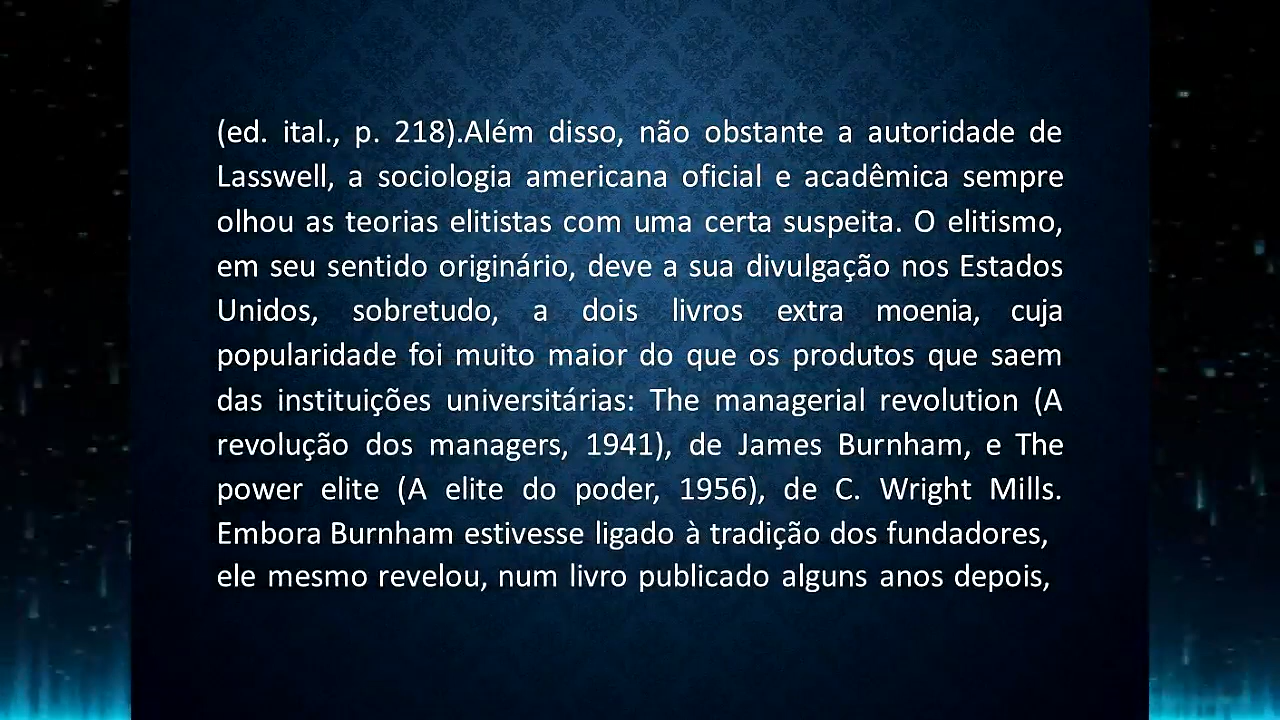 (ed. ital., p. 218).Além disso, não obstante a autoridade de
Lasswell, a sociologia americana oficial e acadêmica sempre
olhou as teorias elitistas com uma certa suspeita. O elitismo,
em seu sentido originário, deve a sua divulgação nos Estados
Unidos, sobretudo, a dois livros extra moenia, cuja
popularidade foi muito maior do que os produtos que saem
das instituições universitárias: The managerial revolution (A
revolução dos managers, 1941), de James Burnham, e The
power elite (A elite do poder, 1956), de C. Wright Mills.
Embora Burnham estivesse ligado à tradição dos fundadores,
ele mesmo revelou, num livro publicado alguns anos depois,